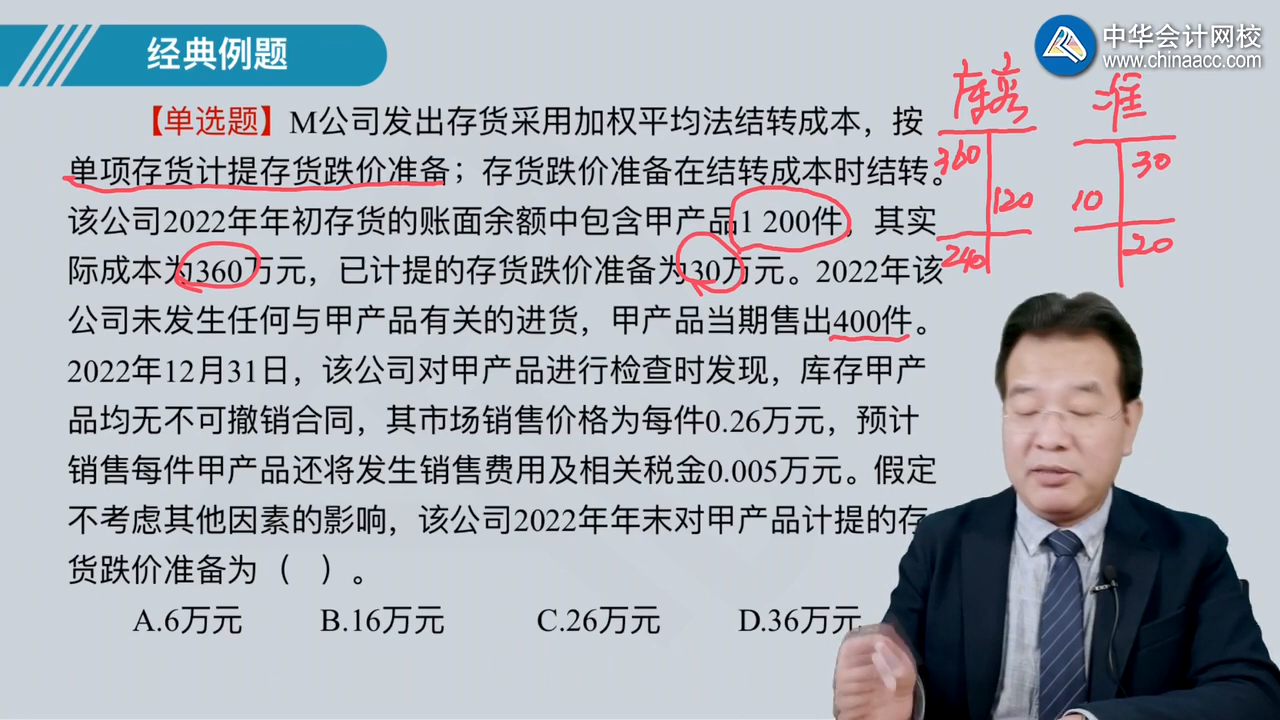 经典例题
中华会计网校
www.chinaacc.com
【单选题】M公司发出存货采用加权平均法结转成本，按
单项存货计提存货跌价准备；存货跌价准备在结转成本时结转。
该公司2022年年初存货的账面余额中包含甲产品1 200件，其实
际成本为360万元，已计提的存货跌价准备为30万元。2022年该
公司未发生任何与甲产品有关的进货，甲产品当期售出400件。
2022年12月31日，该公司对甲产品进行检查时发现，库存甲产
品均无不可撤销合同，其市场销售价格为每件0.26万元，预计
销售每件甲产品还将发生销售费用及相关税金0.005万元。假定
不考虑其他因素的影响，该公司2022年年末对甲产品计提的存
货跌价准备为（ ）。
A.6万元 B.16万元 C.26万元 D.36万元
准
360 30
120 10
240 20